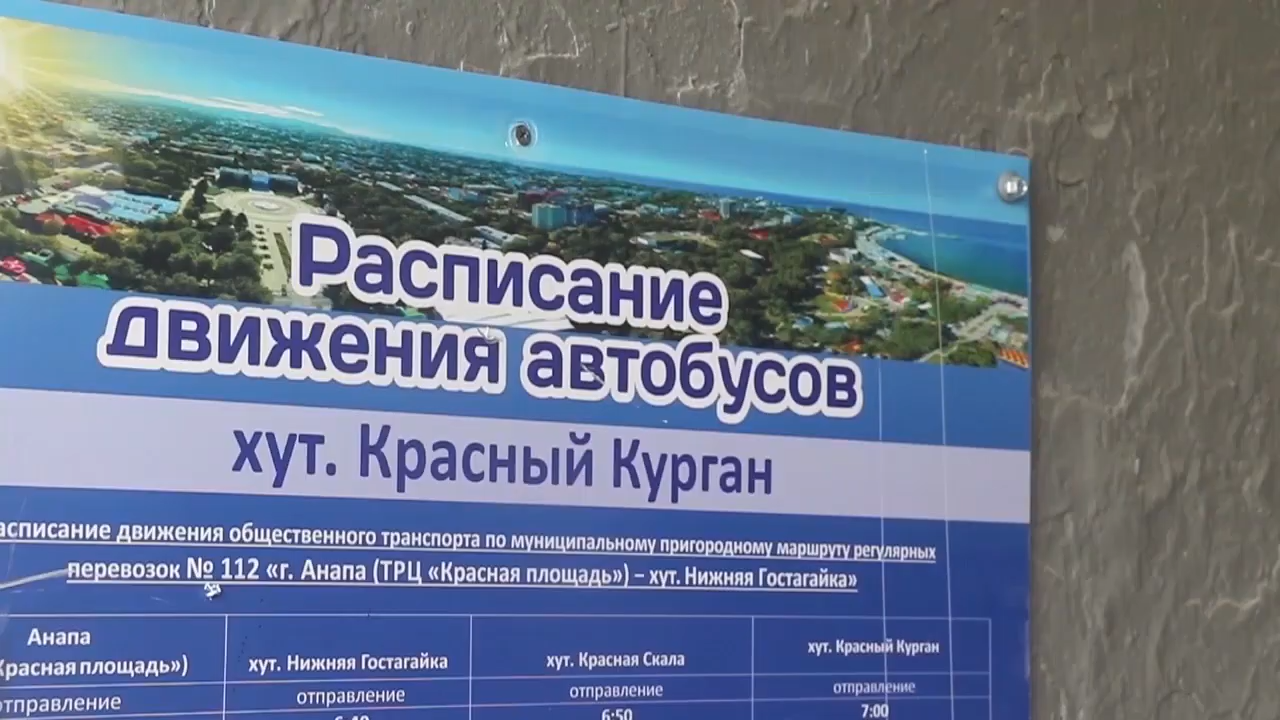 Расписание
движения автобусов
хут. Красный Курган
асписание движения общественного транспорта по муниципальному пригородному маршруту регулярных
перевозок № 112 «г. Анапа (ТРЦ «Красная площадь») – хут. Нижняя Гостагайка»
Анапа
Красная площадь») хут. Нижняя Гостагайка хут. Красная Скала хут. Красный Курган
отправление отправление отправление отправление
6:50 7:00